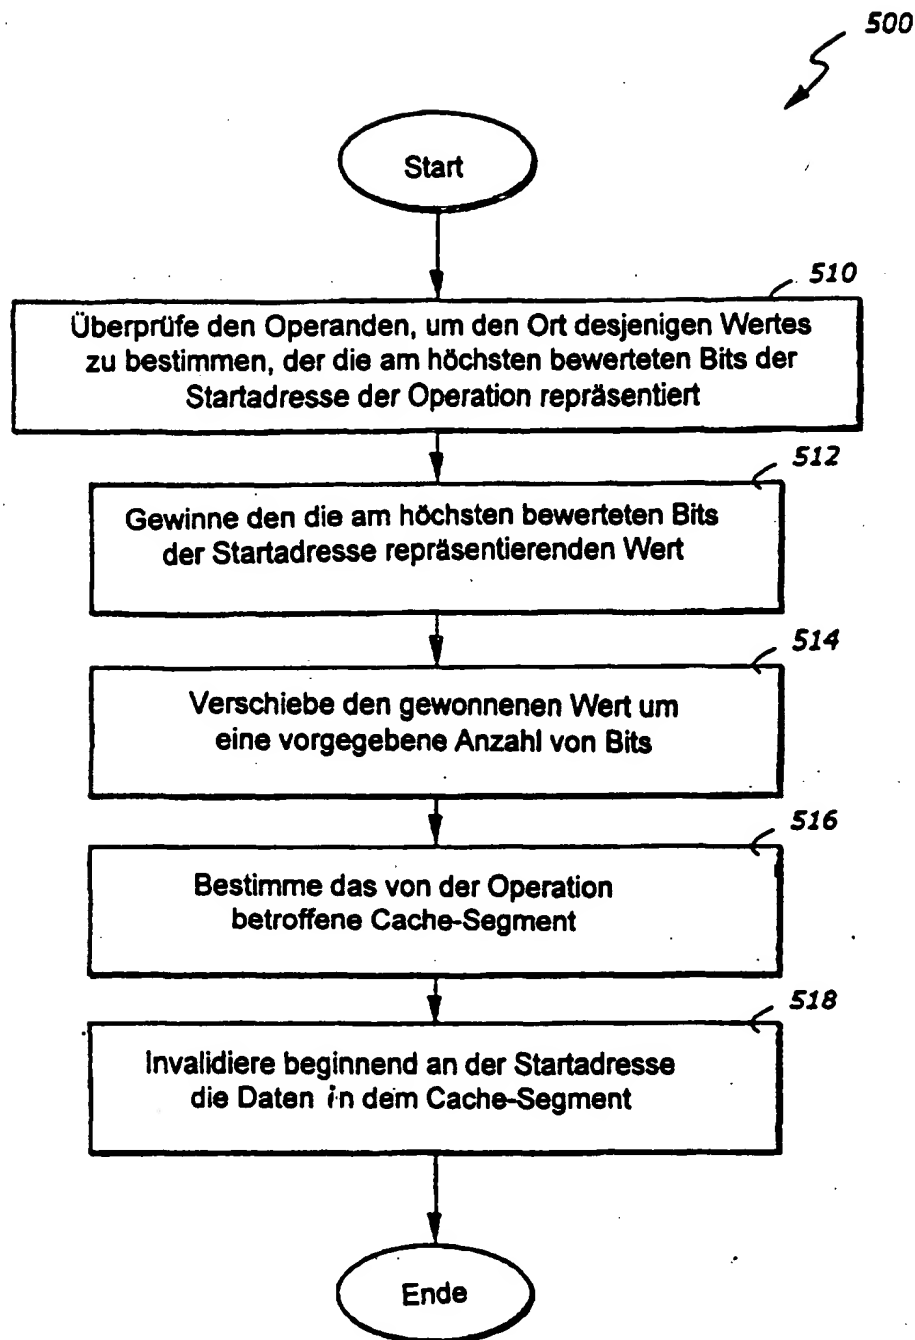 500
Start
510
Überprüfe den Operanden, um den Ort desjenigen Wertes
zu bestimmen, der die am höchsten bewerteten Bits der
Startadresse der Operation repräsentiert
512
Gewinne den die am höchsten bewerteten Bits
der Startadresse repräsentierenden Wert
514
Verschiebe den gewonnenen Wert um
eine vorgegebene Anzahl von Bits
516
Bestimme das von der Operation
betroffene Cache-Segment
518
Invalidiere beginnend an der Startadresse
die Daten in dem Cache-Segment
Ende